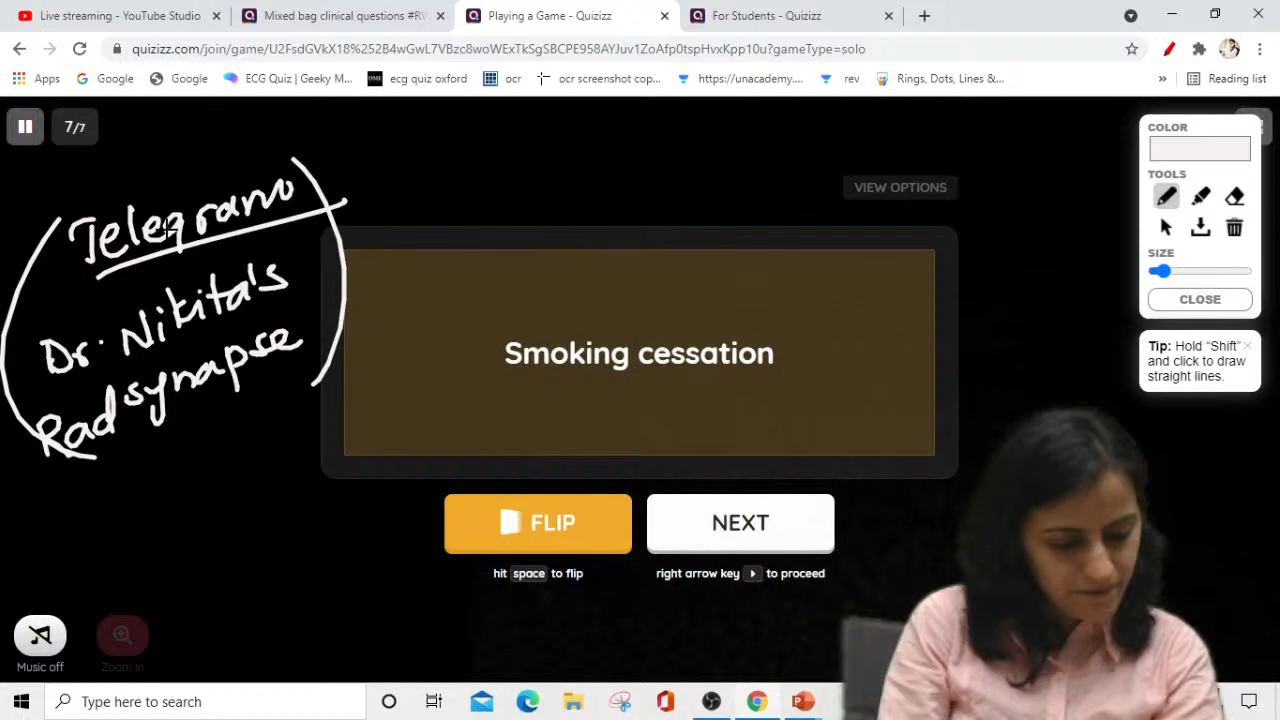 Live streaming - YouTube Studio
Mixed bag clinical questions #RW
Playing a Game - Quizizz
For Students - Quizizz
quizizz.com/join/game/U2FsdGVkX18%252B4wGwL7VBzc8woWExTkSgSBCPE958AYJuv1ZoAfp0tspHvxKpp10u?gameType=solo
Apps
Google
Google
ECG Quiz | Geeky M...
ecg quiz oxford
ocr
ocr screenshot cop...
http://unacademy....
rev
Rings, Dots, Lines &...
»
Reading list
7/7
COLOR
TOOLS
SIZE
CLOSE
Tip: Hold "Shift"
and click to draw
straight lines.
VIEW OPTIONS
Telegram
Dr. Nikita's
Radsynapse
Smoking cessation
FLIP
NEXT
hit space to flip
right arrow key to proceed
Music off
Zoom In
Type here to search